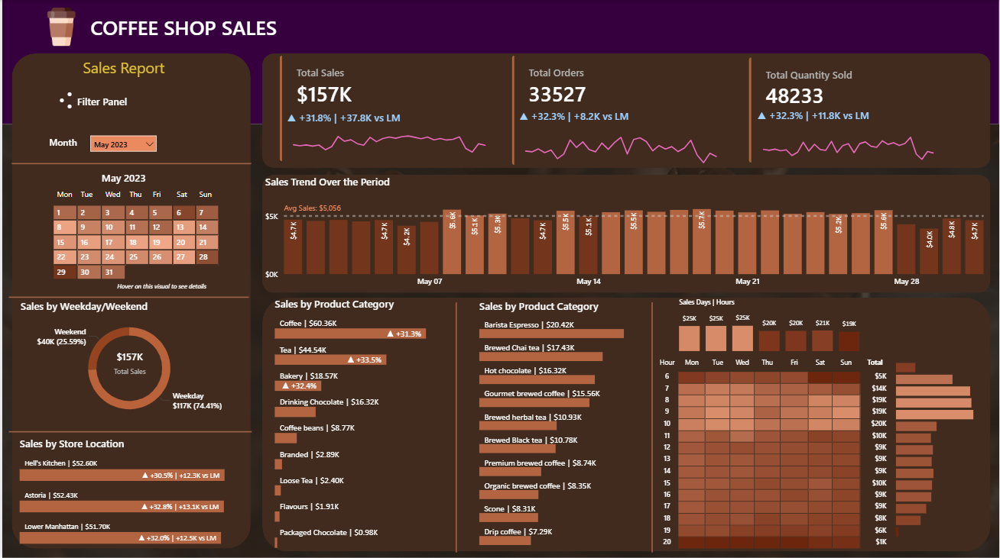 COFFEE SHOP SALES
Sales Report
Filter Panel
Month
May 2023
May 2023
Mon Tue Wed Thu Fri Sat Sun
1 2 3 4 5 6 7
8 9 10 11 12 13 14
15 16 17 18 19 20 21
22 23 24 25 26 27 28
29 30 31
Hover on this visual to see details
Sales by Weekday/Weekend
Weekend
$40K (25.59%)
$157K
Total Sales
Weekday
$117K (74.41%)
Sales by Store Location
Hell's Kitchen | $52.60K
▲ +30.5% | +12.3K vs LM
Astoria | $52.43K
▲ +32.8% | +13.1K vs LM
Lower Manhattan | $51.70K
▲ +32.0% | +12.5K vs LM
Total Sales
$157K
▲ +31.8% | +37.8K vs LM
Total Orders
33527
▲ +32.3% | +8.2K vs LM
Total Quantity Sold
48233
▲ +32.3% | +11.8K vs LM
Sales Trend Over the Period
Avg Sales: $5,056
$5K
$0K
$4.7K $4.7K $4.2K $5.6K $5.1K $5.3K $4.7K $5.5K $5.1K $5.5K $5.7K $5.2K $5.6K $4.0K $4.8K $4.7K
May 07 May 14 May 21 May 28
Sales by Product Category
Coffee | $60.36K
▲ +31.3%
Tea | $44.54K
▲ +33.5%
Bakery | $18.57K
▲ +32.4%
Drinking Chocolate | $16.32K
Coffee beans | $8.77K
Branded | $2.89K
Loose Tea | $2.40K
Flavours | $1.91K
Packaged Chocolate | $0.98K
Sales by Product Category
Barista Espresso | $20.42K
Brewed Chai tea | $17.43K
Hot chocolate | $16.32K
Gourmet brewed coffee | $15.56K
Brewed herbal tea | $10.93K
Brewed Black tea | $10.78K
Premium brewed coffee | $8.74K
Organic brewed coffee | $8.35K
Scone | $8.31K
Drip coffee | $7.29K
Sales Days | Hours
$25K $25K $25K $20K $20K $21K $19K
Hour Mon Tue Wed Thu Fri Sat Sun Total
6 $5K
7 $14K
8 $19K
9 $19K
10 $20K
11 $10K
12 $9K
13 $9K
14 $9K
15 $10K
16 $9K
17 $9K
18 $8K
19 $6K
20 $1K